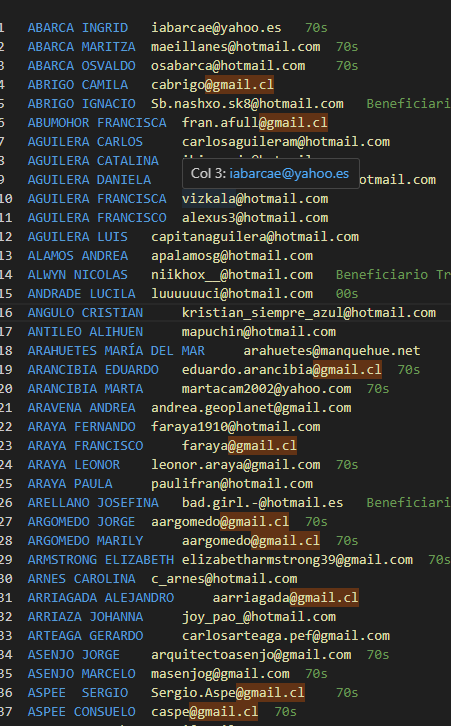 1 ABARCA INGRID iabarcae@yahoo.es 70s
2 ABARCA MARITZA maeillanes@hotmail.com 70s
3 ABARCA OSVALDO osabarca@hotmail.com 70s
4 ABRIGO CAMILA cabrigo@gmail.cl
5 ABRIGO IGNACIO Sb.nashxo.sk8@hotmail.com Beneficiari
6 ABUMOHOR FRANCISCA fran.afull@gmail.cl
7 AGUILERA CARLOS carlosaguileram@hotmail.com
8 AGUILERA CATALINA
Col 3: iabarcae@yahoo.es
9 AGUILERA DANIELA otmail.com
10 AGUILERA FRANCISCA vizkala@hotmail.com
11 AGUILERA FRANCISCO alexus3@hotmail.com
12 AGUILERA LUIS capitanaguilera@hotmail.com
13 ALAMOS ANDREA apalamosg@hotmail.com
14 ALWYN NICOLAS niikhox__@hotmail.com Beneficiario Tr
15 ANDRADE LUCILA luuuuuuci@hotmail.com 00s
16 ANGULO CRISTIAN kristian_siempre_azul@hotmail.com
17 ANTILEO ALIHUEN mapuchin@hotmail.com
18 ARAHUETES MARÍA DEL MAR arahuetes@manquehue.net
19 ARANCIBIA EDUARDO eduardo.arancibia@gmail.cl 70s
20 ARANCIBIA MARTA martacam2002@yahoo.com 70s
21 ARAVENA ANDREA andrea.geoplanet@gmail.com
22 ARAYA FERNANDO faraya1910@hotmail.com
23 ARAYA FRANCISCO faraya@gmail.cl
24 ARAYA LEONOR leonor.araya@gmail.com 70s
25 ARAYA PAULA paulifran@hotmail.com
26 ARELLANO JOSEFINA bad.girl.-@hotmail.es Beneficiari
27 ARGOMEDO JORGE aargomedo@gmail.cl 70s
28 ARGOMEDO MARILY aargomedo@gmail.cl 70s
29 ARMSTRONG ELIZABETH elizabetharmstrong39@gmail.com 70s
30 ARNES CAROLINA c_arnes@hotmail.com
31 ARRIAGADA ALEJANDRO aarriagada@gmail.cl
32 ARRIAZA JOHANNA joy_pao_@hotmail.com
33 ARTEAGA GERARDO carlosarteaga.pef@gmail.com
34 ASENJO JORGE arquitectoasenjo@gmail.com 70s
35 ASENJO MARCELO masenjog@gmail.com 70s
36 ASPEE SERGIO Sergio.Aspe@gmail.cl 70s
37 ASPEE CONSUELO caspe@gmail.cl 70s